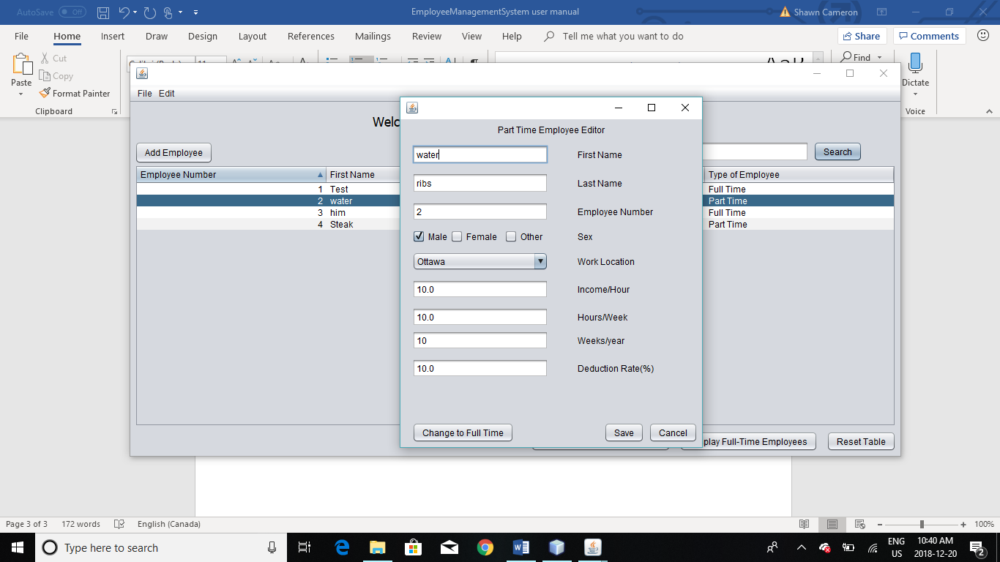 AutoSave Off EmployeeManagementSystem user manual Shawn Cameron
File Home Insert Draw Design Layout References Mailings Review View Help Tell me what you want to do Share Comments
Paste Cut Find Dictate
Copy
Format Painter
Clipboard Voice
File Edit
Add Employee Search
Employee Number First Name Type of Employee
1 Test Full Time
2 water Part Time
3 him Full Time
4 Steak Part Time
Part Time Employee Editor
water First Name
ribs Last Name
2 Employee Number
Male Female Other Sex
Ottawa Work Location
10.0 Income/Hour
10.0 Hours/Week
10 Weeks/year
10.0 Deduction Rate(%)
Change to Full Time Save Cancel
Full-Time Employees Reset Table
Page 3 of 3 172 words English (Canada) 100%
Type here to search
ENG 10:40 AM
US 2018-12-20 2